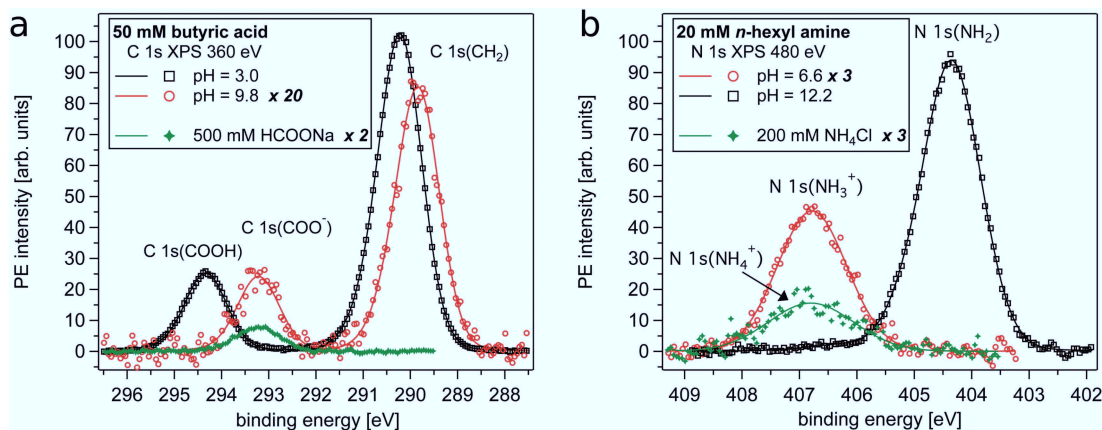 a
50 mM butyric acid
C 1s XPS 360 eV
pH = 3.0
pH = 9.8 x 20
500 mM HCOONa x 2
C 1s(CH₂)
C 1s(COO⁻)
C 1s(COOH)
PE intensity [arb. units]
100
90
80
70
60
50
40
30
20
10
0
296 295 294 293 292 291 290 289 288
binding energy [eV]
b
20 mM n-hexyl amine
N 1s XPS 480 eV
pH = 6.6 x 3
pH = 12.2
200 mM NH₄Cl x 3
N 1s(NH₂)
N 1s(NH₃⁺)
N 1s(NH₄⁺)
PE intensity [arb. units]
100
90
80
70
60
50
40
30
20
10
0
409 408 407 406 405 404 403 402
binding energy [eV]